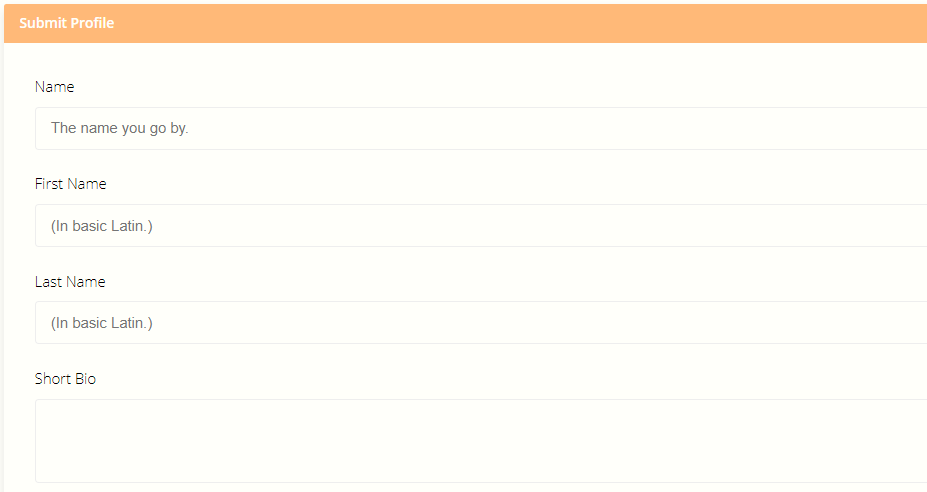 Submit Profile
Name
The name you go by.
First Name
(In basic Latin.)
Last Name
(In basic Latin.)
Short Bio